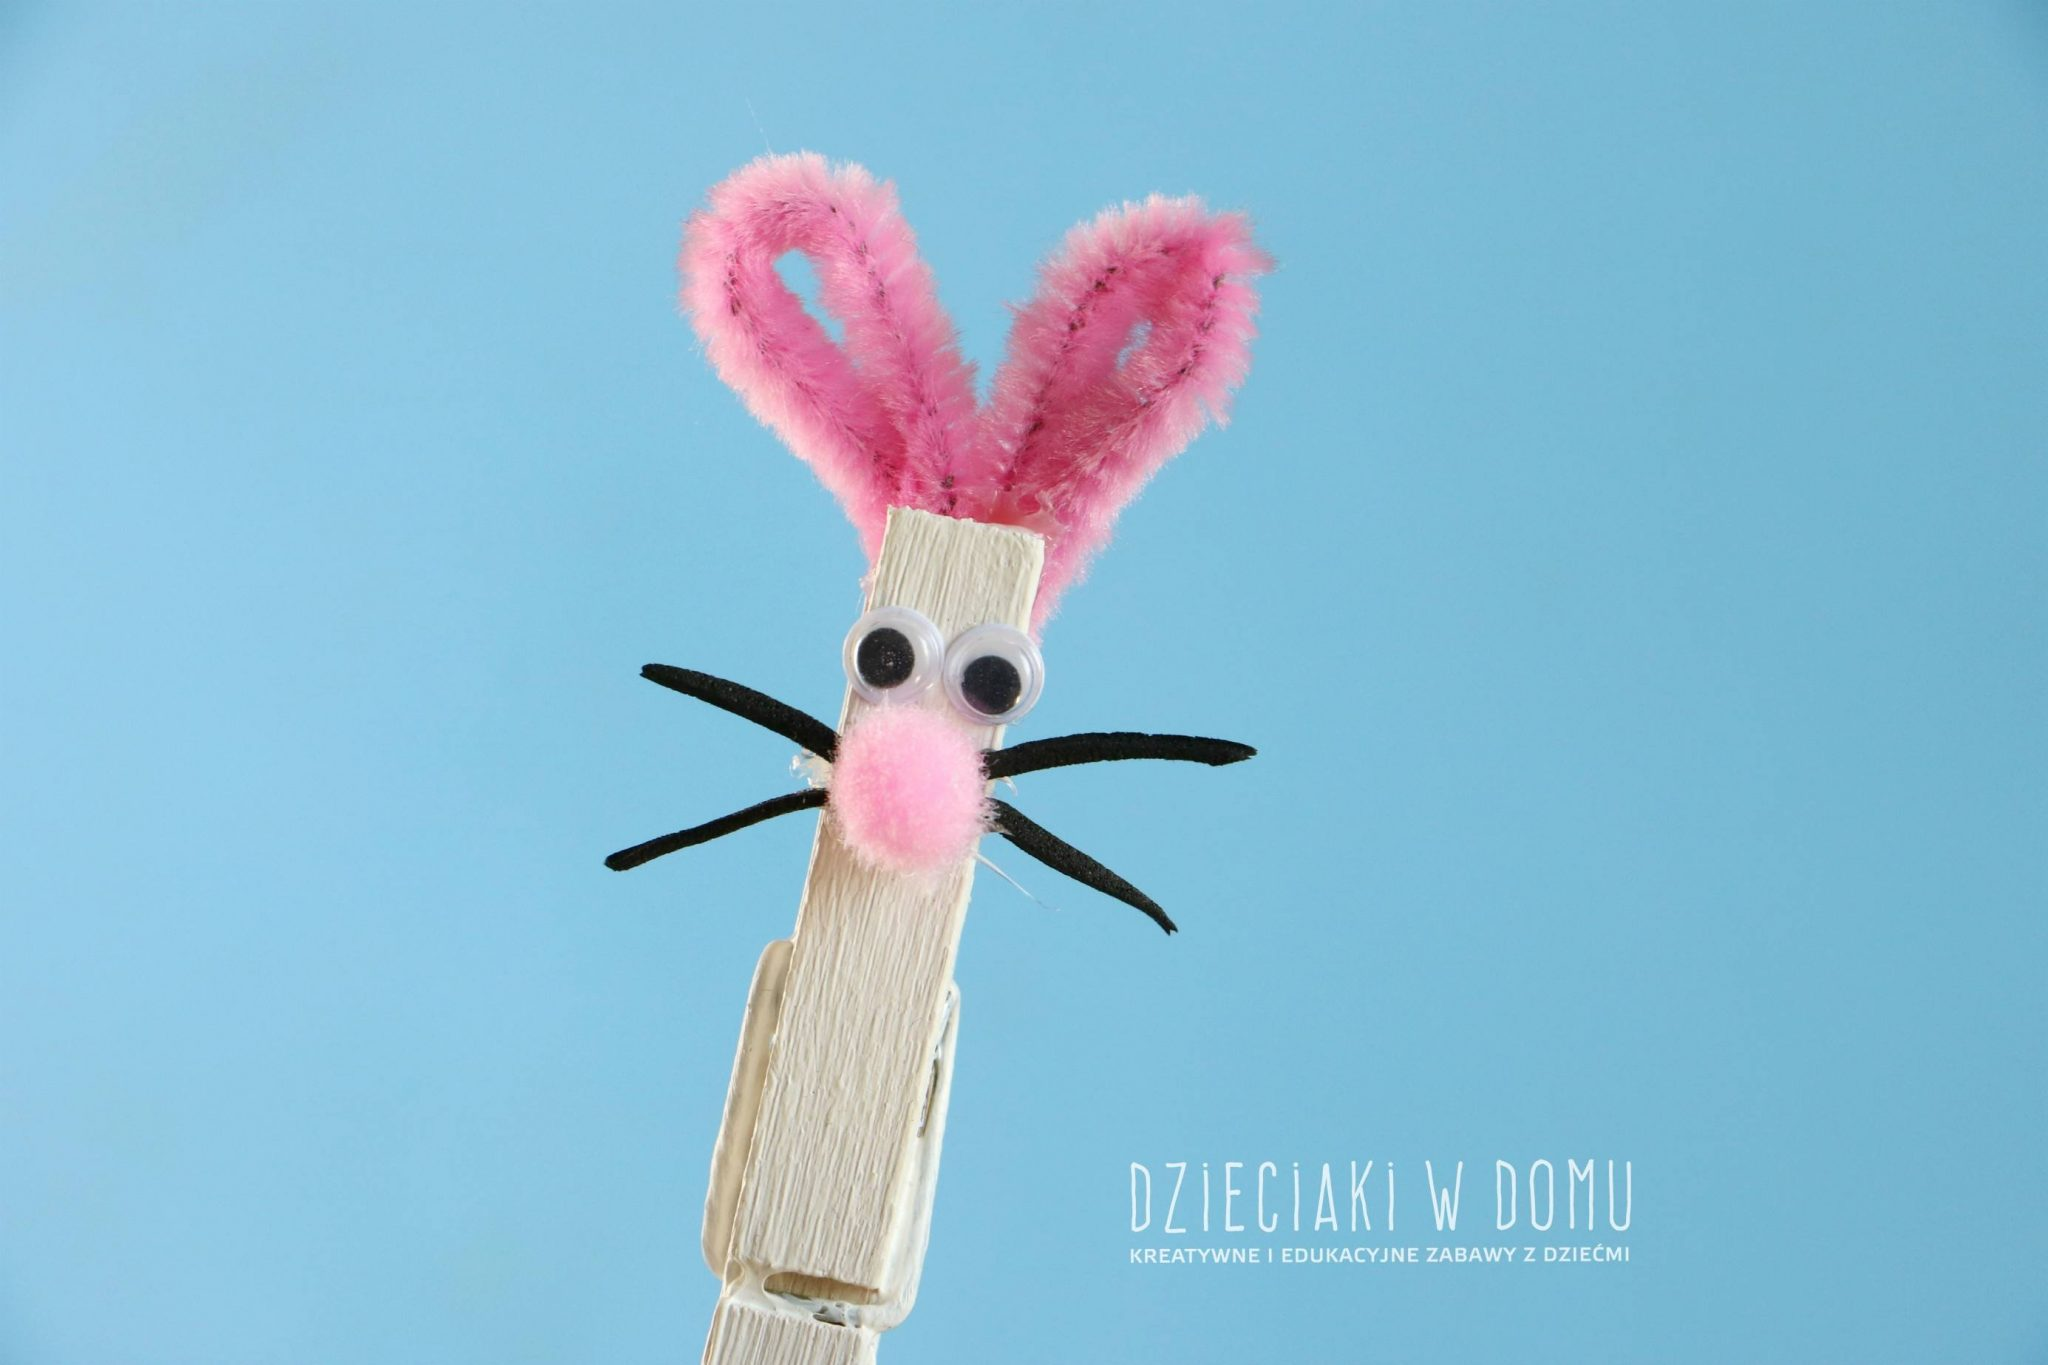 DZiECiAKi W DOMU
KREATYWNE I EDUKACYJNE ZABAWY Z DZIEĆMI